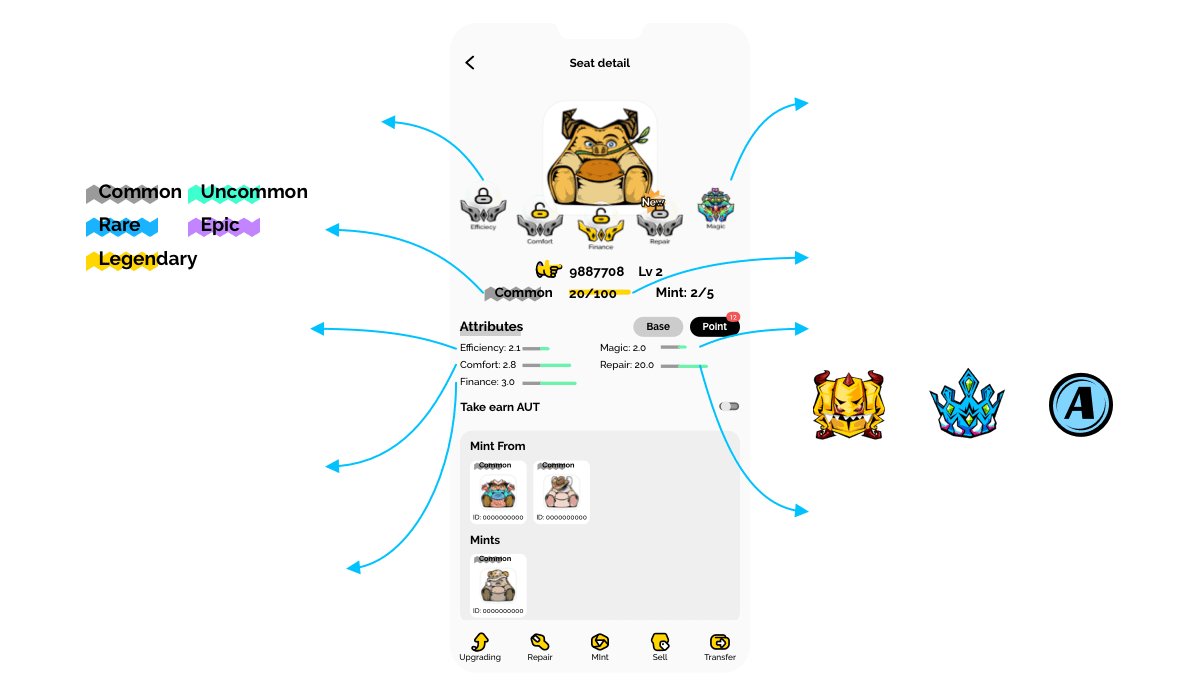 Seat detail
Common Uncommon
Rare Epic
Legendary
New
Efficiecy
Comfort
Finance
Repair
Magic
9887708 Lv 2
Common 20/100 Mint: 2/5
Attributes Base Point 12
Efficiency: 2.1 Magic: 2.0
Comfort: 2.8 Repair: 20.0
Finance: 3.0
Take earn AUT
A
Mint From
Common Common
ID: 0000000000 ID: 0000000000
Mints
Common
ID: 0000000000
Upgrading Repair MInt Sell Transfer